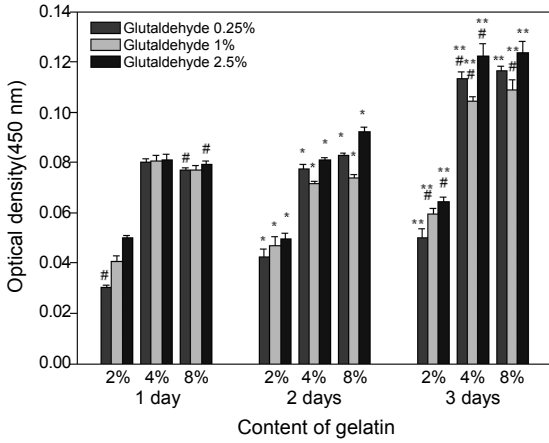 Glutaldehyde 0.25%
Glutaldehyde 1%
Glutaldehyde 2.5%
Optical density(450 nm)
0.14
0.12
0.10
0.08
0.06
0.04
0.02
0.00
#
# #
* * *
* * *
* * *
** ** **
# #
** ** **
# # #
** ** **
#
2% 4% 8% 2% 4% 8% 2% 4% 8%
1 day 2 days 3 days
Content of gelatin